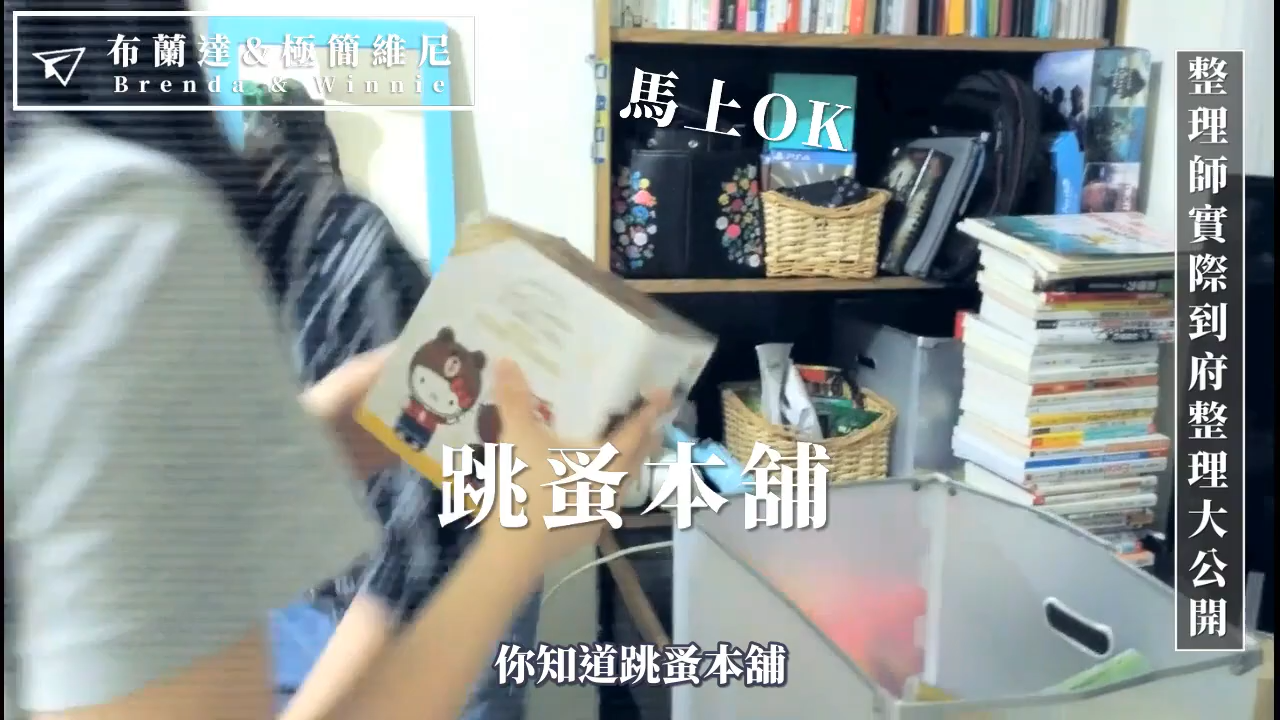 布蘭達&極簡維尼
Brenda & Winnie
馬上OK
PS4
整理師實際到府整理大公開
跳蚤本舖
你知道跳蚤本舖